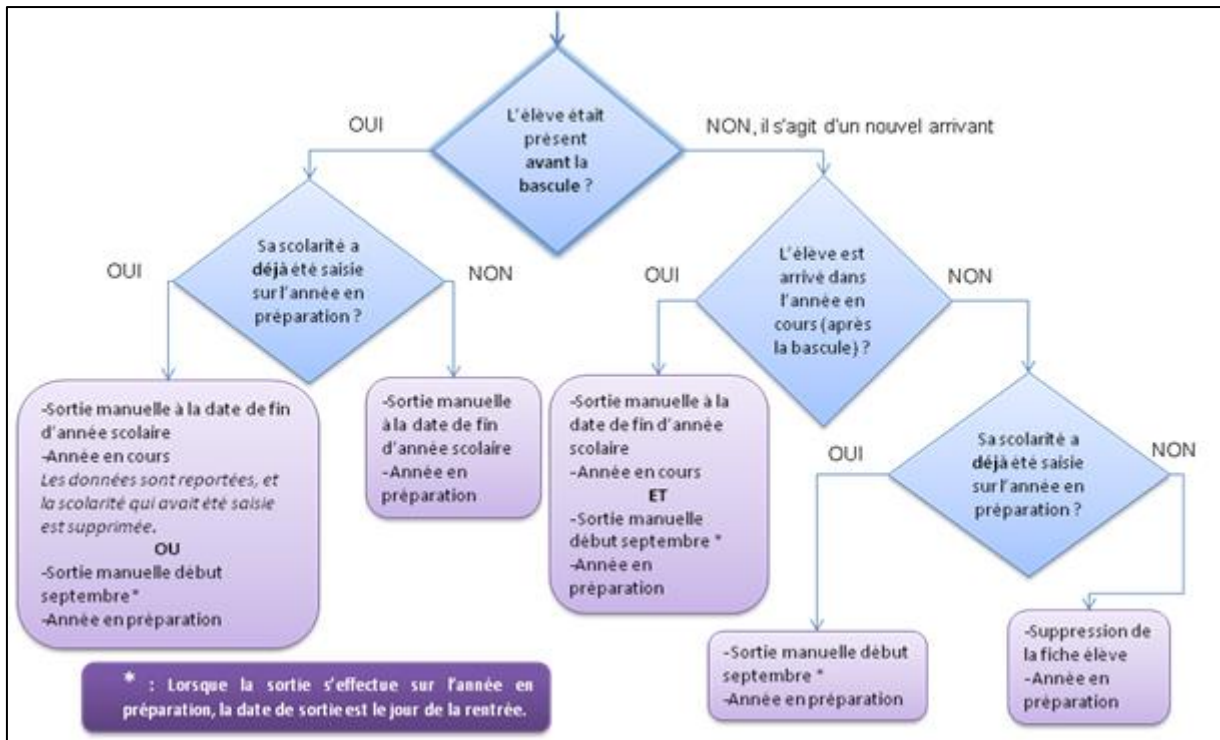 L'élève était
présent
avant la
bascule ?
OUI
NON, il s'agit d'un nouvel arrivant
Sa scolarité a
déjà été saisie
sur l'année en
préparation ?
OUI
NON
L'élève est
arrivé dans
l'année en
cours (après
la bascule) ?
OUI
NON
-Sortie manuelle à la date de fin
d'année scolaire
-Année en cours
Les données sont reportées, et
la scolarité qui avait été saisie
est supprimée.
OU
-Sortie manuelle début
septembre *
-Année en préparation
-Sortie manuelle
à la date de fin
d'année scolaire
-Année en
préparation
-Sortie manuelle à la
date de fin d'année
scolaire
-Année en cours
ET
-Sortie manuelle
début septembre *
-Année en
préparation
Sa scolarité a
déjà été saisie
sur l'année en
préparation ?
OUI
NON
-Sortie manuelle début
septembre *
-Année en préparation
-Suppression de
la fiche élève
-Année en
préparation
* : Lorsque la sortie s'effectue sur l'année en
préparation, la date de sortie est le jour de la rentrée.